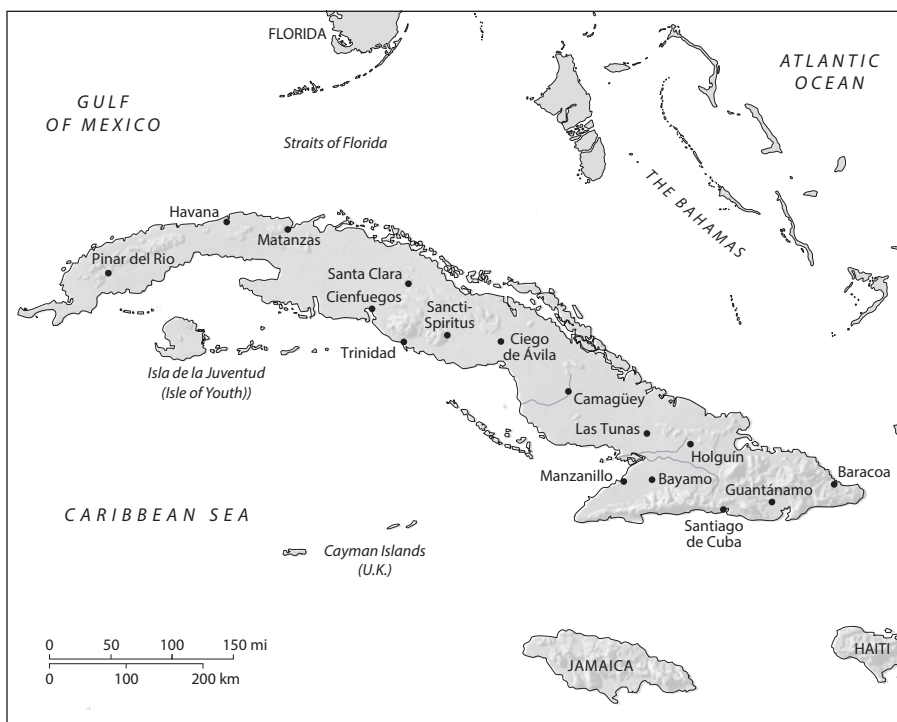 FLORIDA
ATLANTIC
OCEAN
GULF
OF MEXICO
Straits of Florida
THE BAHAMAS
Havana
Matanzas
Pinar del Rio
Santa Clara
Cienfuegos
Sancti-
Spiritus
Trinidad
Ciego
de Ávila
Isla de la Juventud
(Isle of Youth))
Camagüey
Las Tunas
Holguín
Manzanillo
Bayamo
Baracoa
Guantánamo
CARIBBEAN SEA
Santiago
de Cuba
Cayman Islands
(U.K.)
0 50 100 150 mi
0 100 200 km
JAMAICA
HAITI